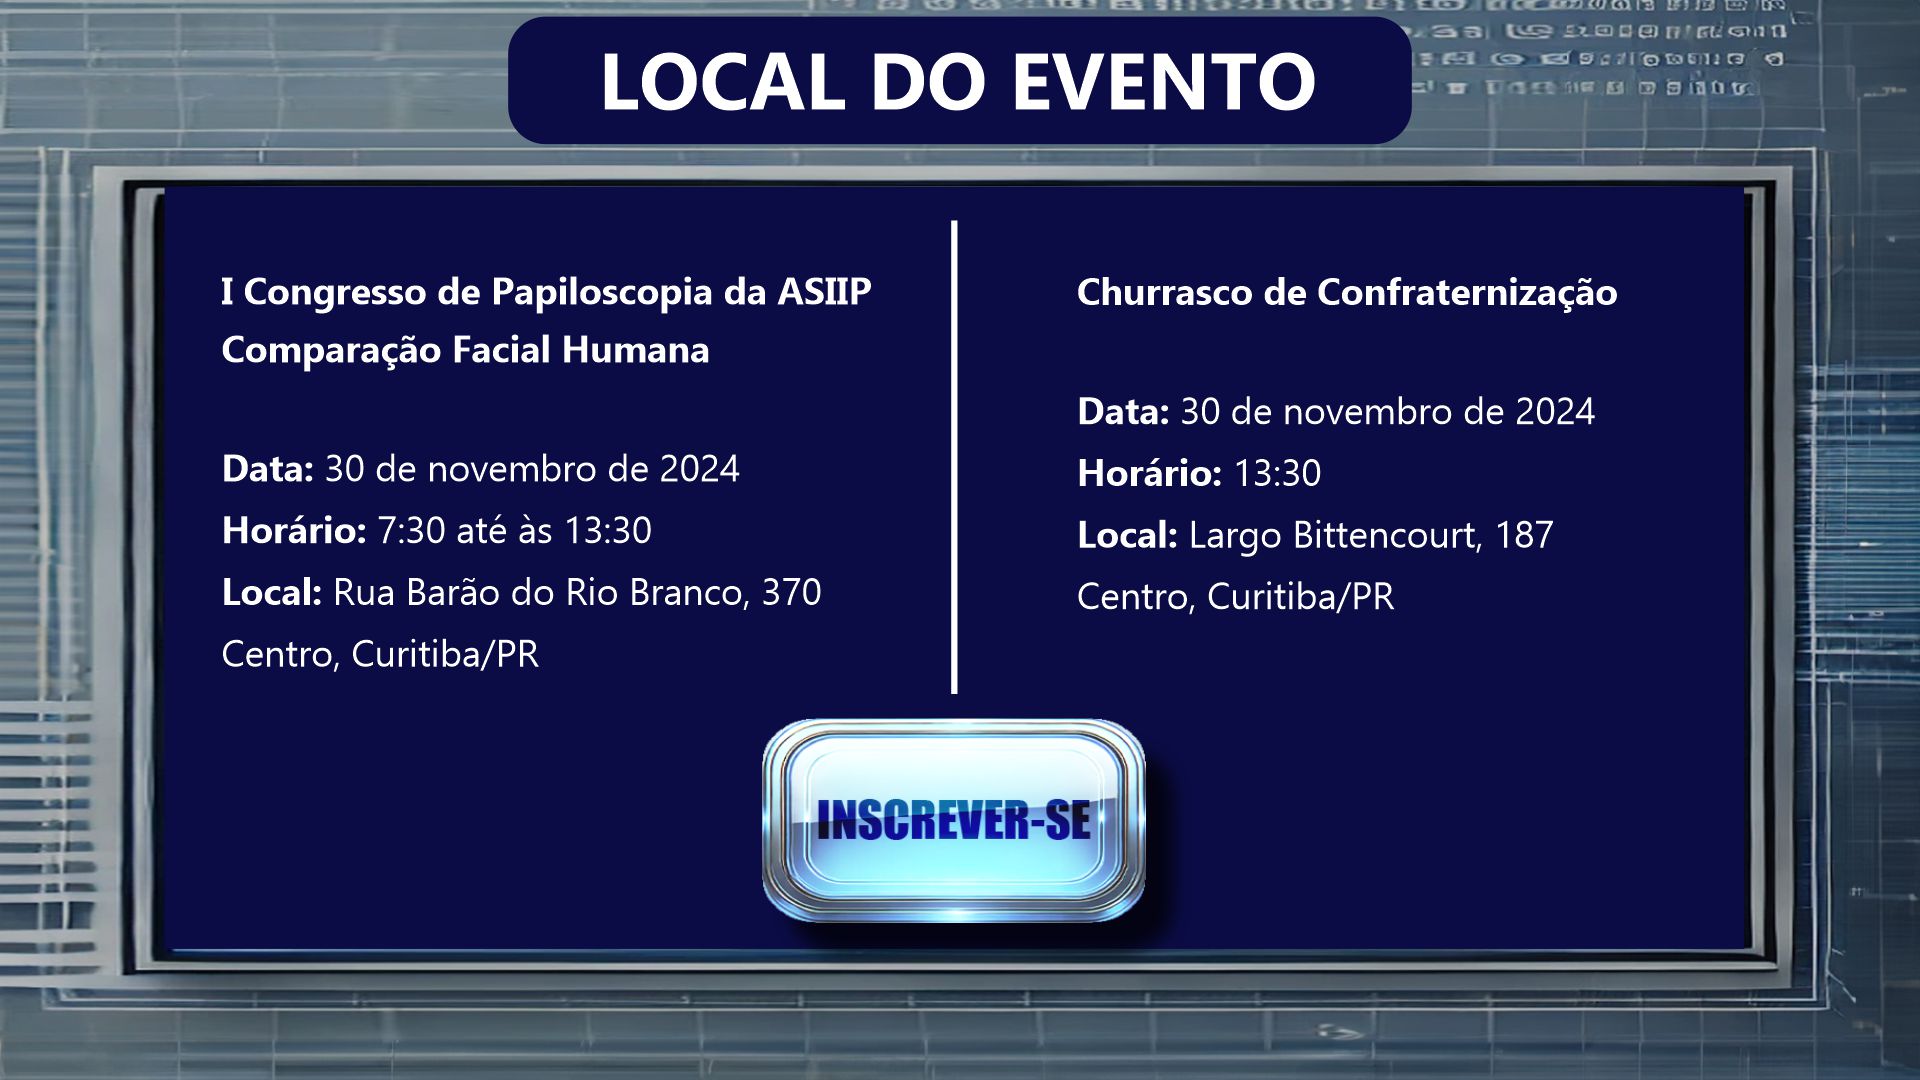 LOCAL DO EVENTO
I Congresso de Papiloscopia da ASIIP
Comparação Facial Humana
Data: 30 de novembro de 2024
Horário: 7:30 até às 13:30
Local: Rua Barão do Rio Branco, 370
Centro, Curitiba/PR
Churrasco de Confraternização
Data: 30 de novembro de 2024
Horário: 13:30
Local: Largo Bittencourt, 187
Centro, Curitiba/PR
INSCREVER-SE